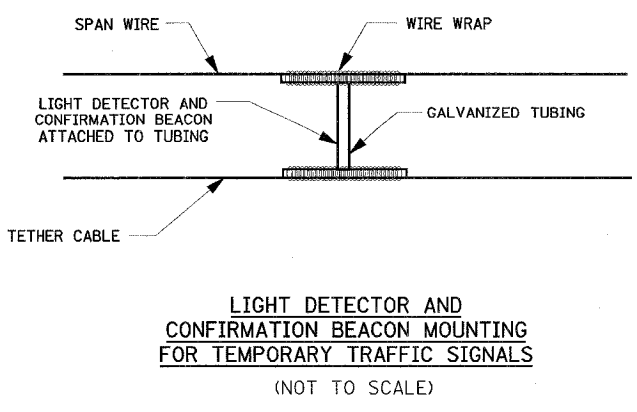 SPAN WIRE
WIRE WRAP
LIGHT DETECTOR AND
CONFIRMATION BEACON
ATTACHED TO TUBING
GALVANIZED TUBING
TETHER CABLE
LIGHT DETECTOR AND
CONFIRMATION BEACON MOUNTING
FOR TEMPORARY TRAFFIC SIGNALS
(NOT TO SCALE)